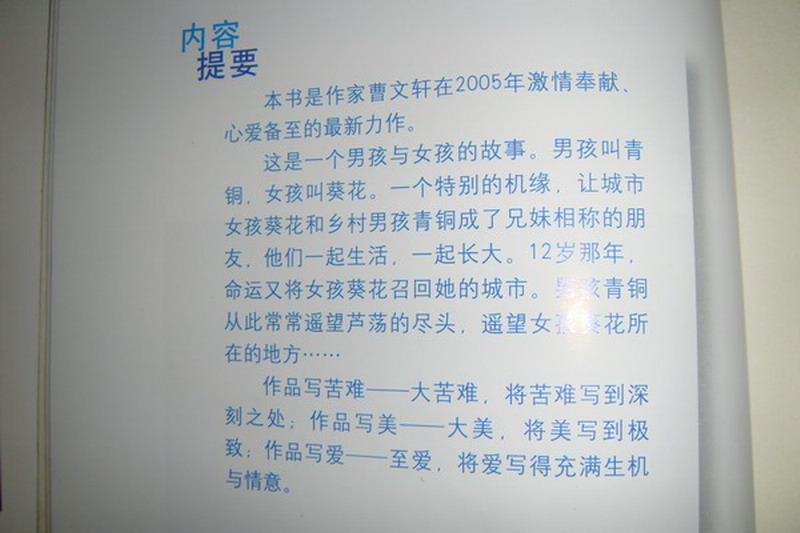 内容
提要
本书是作家曹文轩在2005年激情奉献、
心爱备至的最新力作。
这是一个男孩与女孩的故事。男孩叫青
铜，女孩叫葵花。一个特别的机缘，让城市
女孩葵花和乡村男孩青铜成了兄妹相称的朋
友，他们一起生活，一起长大。12岁那年，
命运又将女孩葵花召回她的城市。男孩青铜
从此常常遥望芦荡的尽头，遥望女孩葵花所
在的地方……
作品写苦难——大苦难，将苦难写到深
刻之处；作品写美——大美，将美写到极
致；作品写爱——至爱，将爱写得充满生机
与情意。